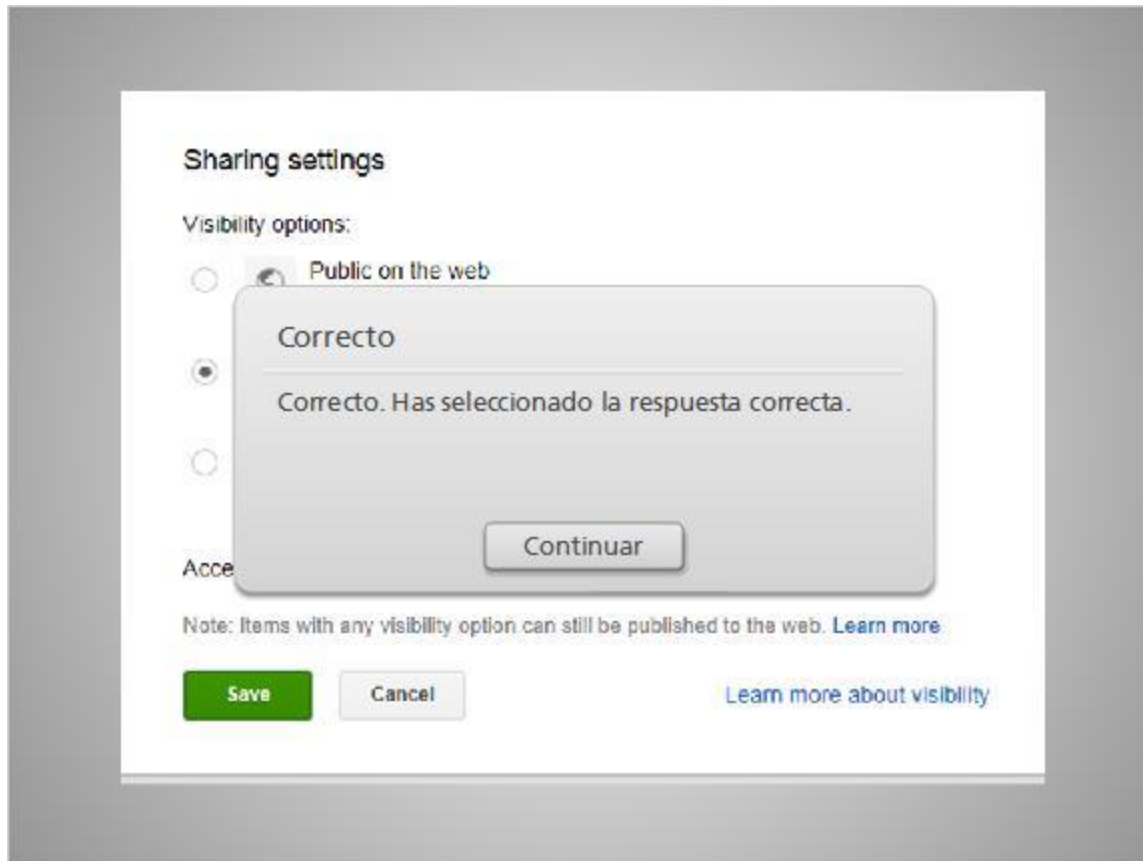 Sharing settings
Visibility options:
Public on the web
Correcto
Correcto. Has seleccionado la respuesta correcta.
Continuar
Acce
Note: Items with any visibility option can still be published to the web. Learn more
Save Cancel Learn more about visibility